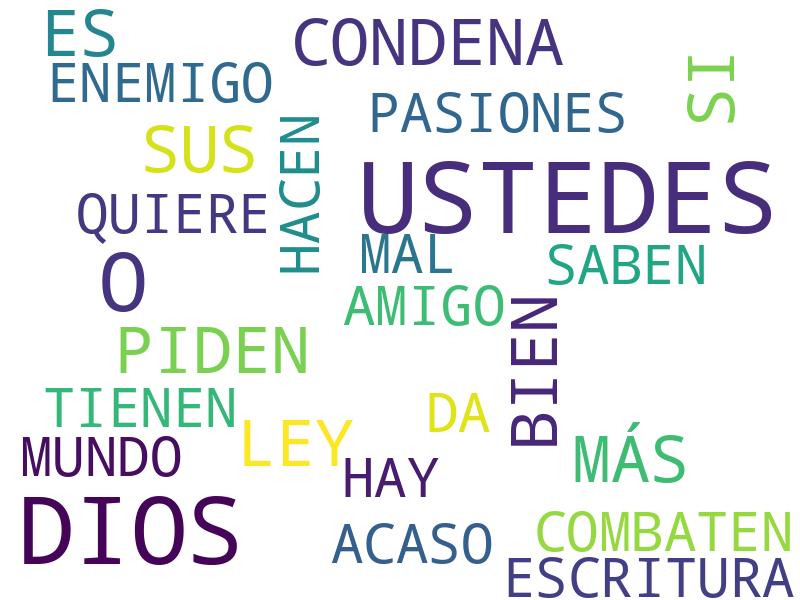 ES
CONDENA
ENEMIGO
SI
PASIONES
SUS
HACEN
USTEDES
QUIERE
MAL
SABEN
O
AMIGO
BIEN
PIDEN
TIENEN
DA
LEY
MUNDO
HAY
MÁS
DIOS
ACASO
COMBATEN
ESCRITURA